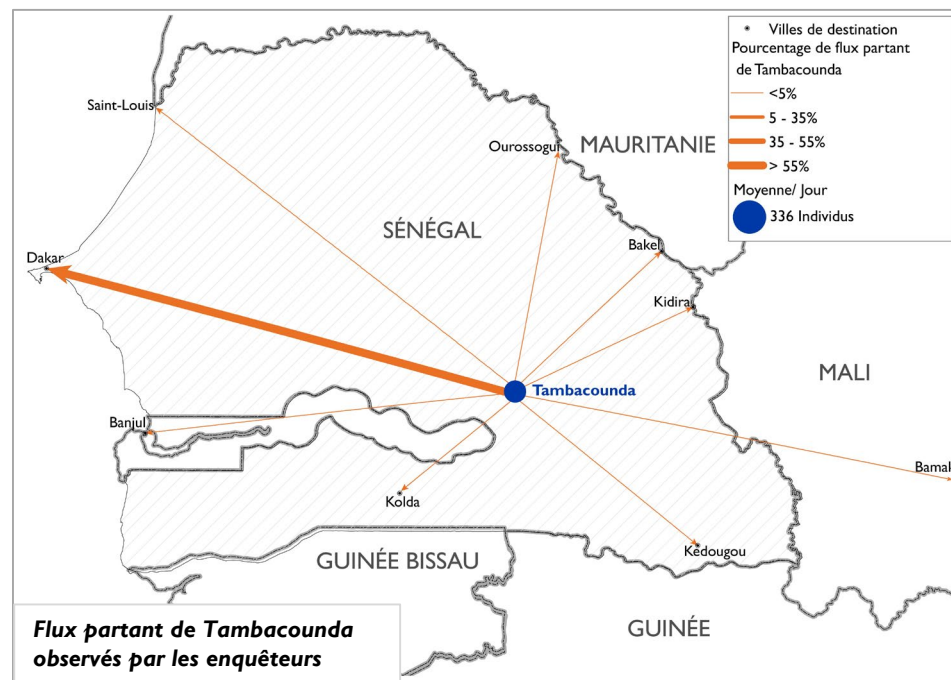 Villes de destination
Pourcentage de flux partant
de Tambacounda
<5%
5 - 35%
35 - 55%
> 55%
Moyenne/ Jour
336 Individus
Saint-Louis
Ourossogui
MAURITANIE
SÉNÉGAL
Bakel
Dakar
Kidira
MALI
Tambacounda
Banjul
Bamak
Kolda
Kédougou
GUINÉE BISSAU
GUINÉE
Flux partant de Tambacounda
observés par les enquêteurs